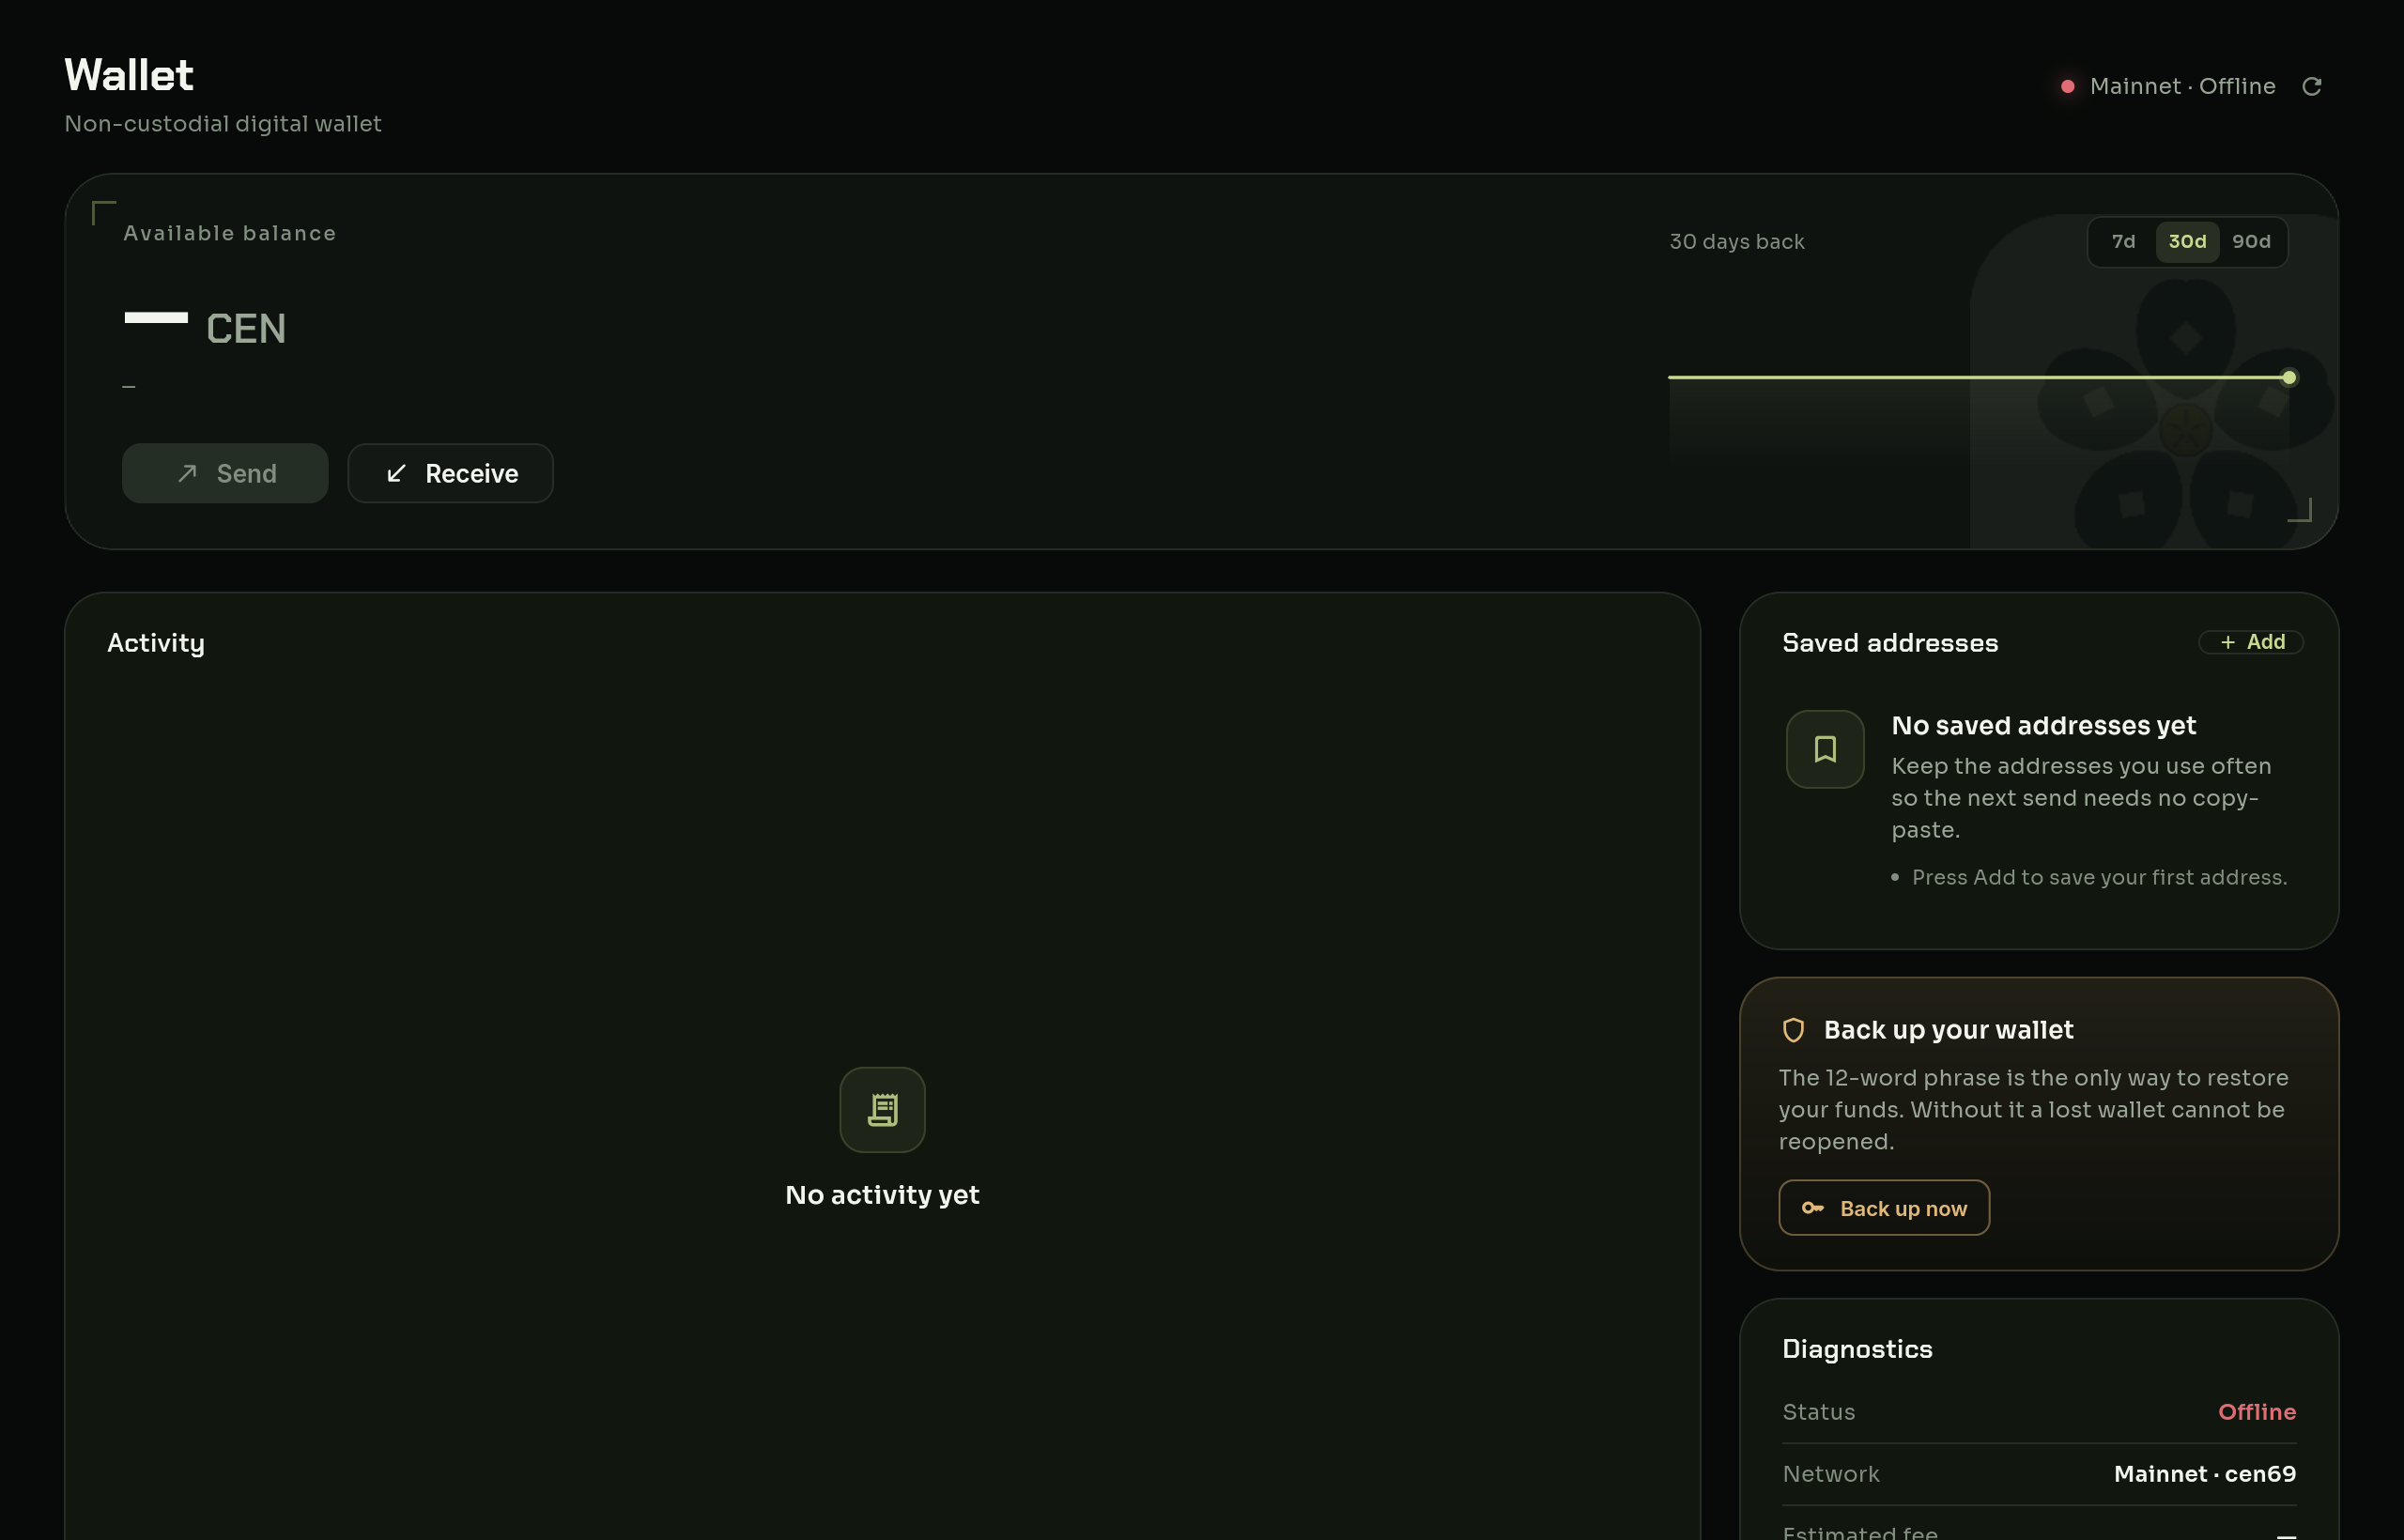 Wallet
Non-custodial digital wallet
Mainnet · Offline
Available balance
— CEN
—
Send
Receive
30 days back
7d
30d
90d
Activity
No activity yet
Saved addresses
+ Add
No saved addresses yet
Keep the addresses you use often
so the next send needs no copy-
paste.
• Press Add to save your first address.
Back up your wallet
The 12-word phrase is the only way to restore
your funds. Without it a lost wallet cannot be
reopened.
Back up now
Diagnostics
Status Offline
Network Mainnet · cen69
Estimated fee —